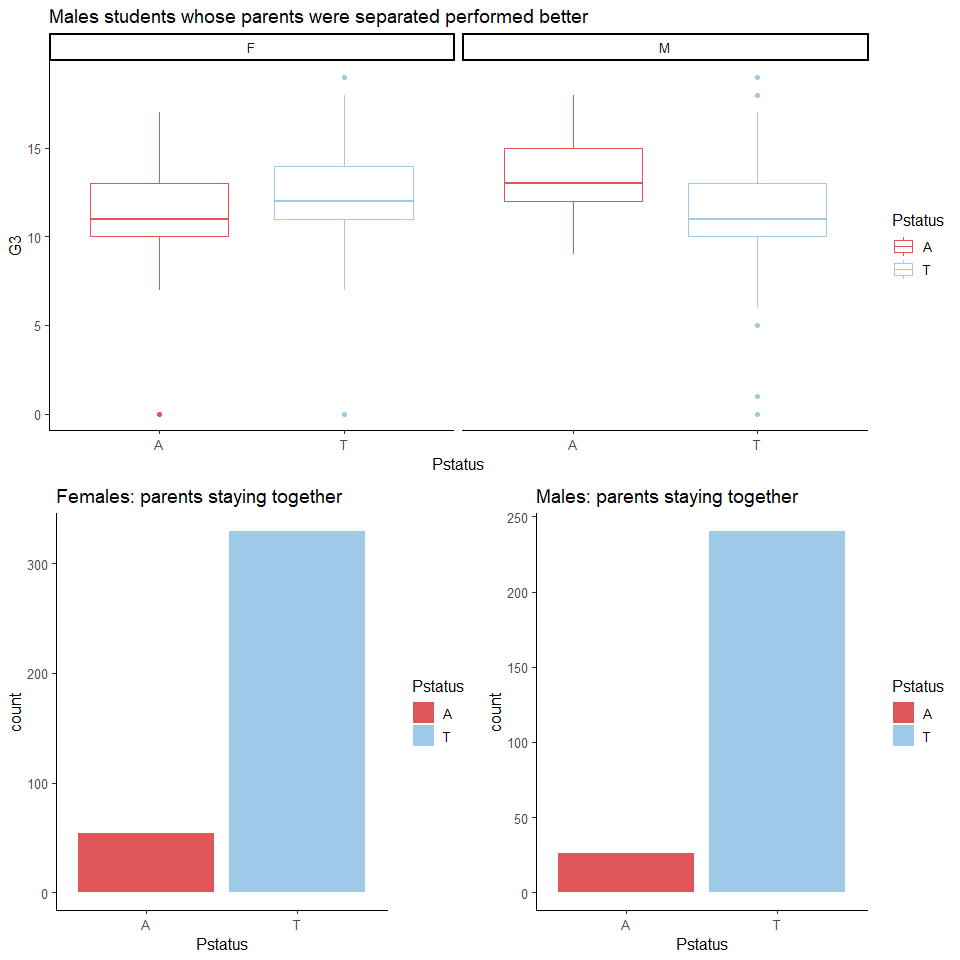 Males students whose parents were separated performed better
F
M
15
10
5
0
G3
A
T
A
T
Pstatus
Pstatus
A
T
Females: parents staying together
300
200
100
0
count
A
T
Pstatus
Pstatus
A
T
Males: parents staying together
250
200
150
100
50
0
count
A
T
Pstatus
Pstatus
A
T